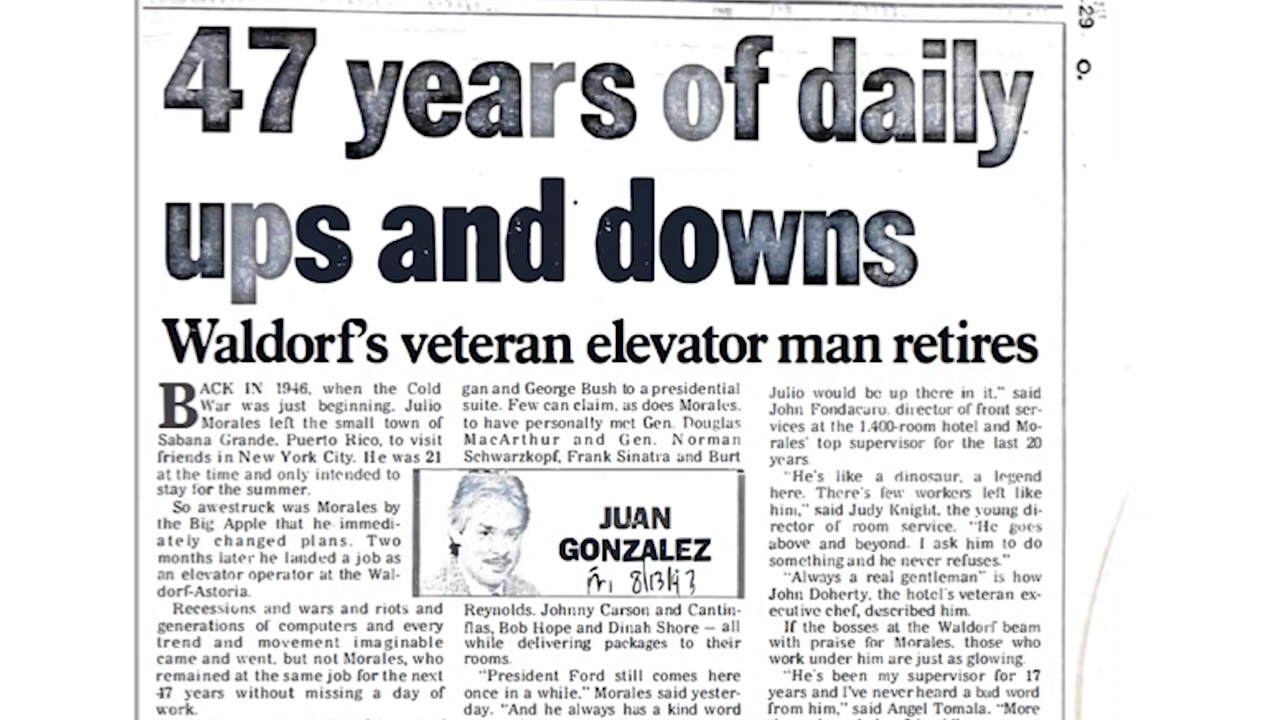 47 years of daily
ups and downs
Waldorf's veteran elevator man retires
BACK IN 1946, when the Cold
War was just beginning, Julio
Morales left the small town of
Sabana Grande, Puerto Rico, to visit
friends in New York City. He was 21
at the time and only intended to
stay for the summer.
So awestruck was Morales by
the Big Apple that he immedi-
ately changed plans. Two
months later he landed a job as
an elevator operator at the Wal-
dorf-Astoria.
Recessions and wars and riots and
generations of computers and every
trend and movement imaginable
came and went, but not Morales, who
remained at the same job for the next
47 years without missing a day of
work.
gan and George Bush to a presidential
suite. Few can claim, as does Morales,
to have personally met Gen. Douglas
MacArthur and Gen. Norman
Schwarzkopf, Frank Sinatra and Burt
JUAN
GONZALEZ
8/13/93
Reynolds, Johnny Carson and Cantin-
flas, Bob Hope and Dinah Shore — all
while delivering packages to their
rooms.
"President Ford still comes here
once in a while," Morales said yester-
day. "And he always has a kind word
Julio would be up there in it," said
John Fondacaro, director of front ser-
vices at the 1,400-room hotel and Mo-
rales' top supervisor for the last 20
years.
"He's like a dinosaur, a legend
here. There's few workers left like
him," said Judy Knight, the young di-
rector of room service. "He goes
above and beyond. I ask him to do
something and he never refuses."
"Always a real gentleman" is how
John Doherty, the hotel's veteran ex-
ecutive chef, described him.
If the bosses at the Waldorf beam
with praise for Morales, those who
work under him are just as glowing.
"He's been my supervisor for 17
years and I've never heard a bad word
from him," said Angel Tomala. "More
29